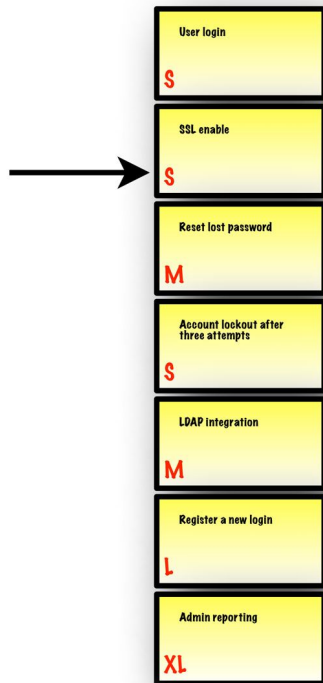 User login
S
SSL enable
S
Reset lost password
M
Account lockout after
three attempts
S
LDAP integration
M
Register a new login
L
Admin reporting
XL